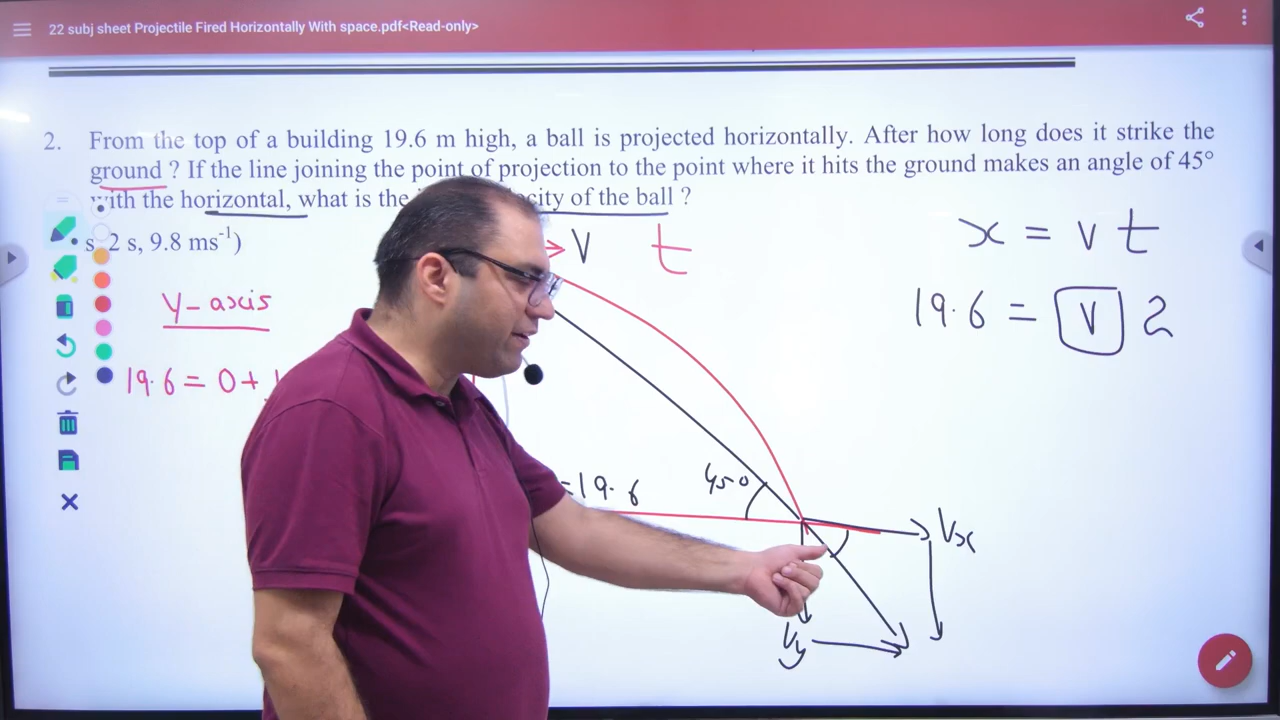 22 subj sheet Projectile Fired Horizontally With space.pdf<Read-only>
2. From the top of a building 19.6 m high, a ball is projected horizontally. After how long does it strike the
ground ? If the line joining the point of projection to the point where it hits the ground makes an angle of 45°
with the horizontal, what is the city of the ball ?
s 2 s, 9.8 ms⁻¹)
V t
x = v t
19.6 = V 2
Y-axis
19.6 = 0 +
=19.6
45°
Vx
Vy